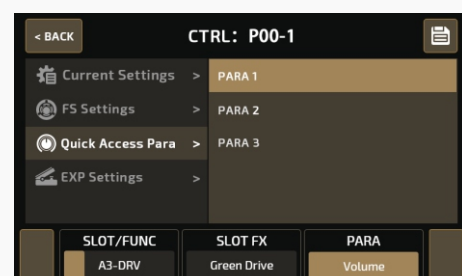 < BACK
CTRL: P00-1
Current Settings >
PARA 1
FS Settings >
PARA 2
Quick Access Para >
PARA 3
EXP Settings >
SLOT/FUNC
SLOT FX
PARA
A3-DRV
Green Drive
Volume